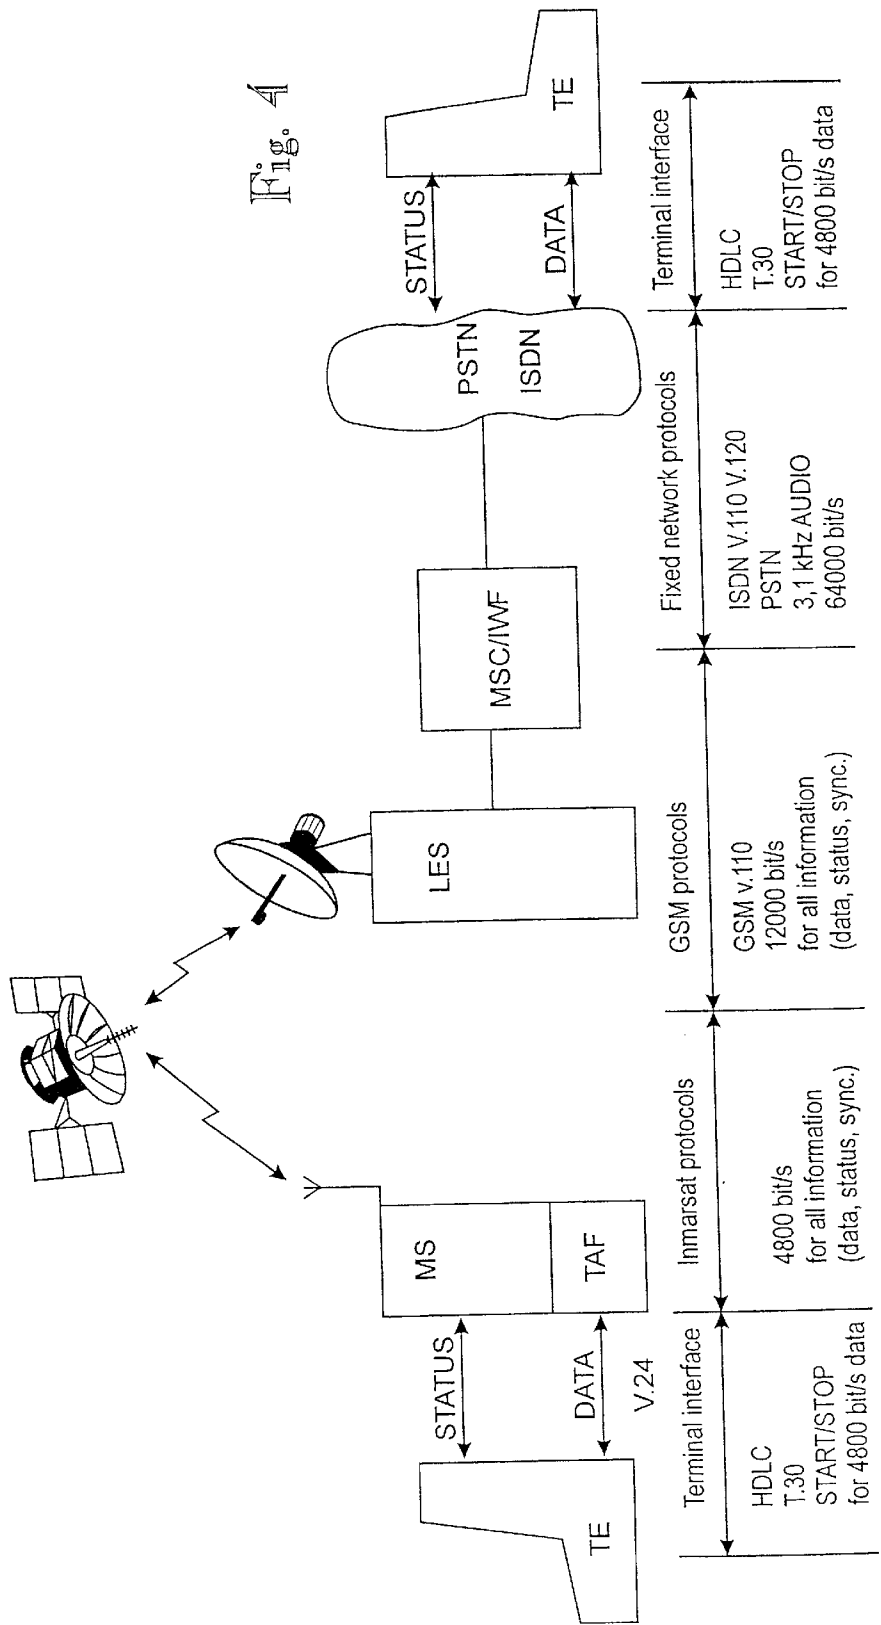 Fig. 4
TE
STATUS
DATA
V.24
MS
TAF
LES
MSC/IWF
PSTN
ISDN
STATUS
DATA
TE
Terminal interface
HDLC
T.30
START/STOP
for 4800 bit/s data
Inmarsat protocols
4800 bit/s
for all information
(data, status, sync.)
GSM protocols
GSM v.110
12000 bit/s
for all information
(data, status, sync.)
Fixed network protocols
ISDN V.110 V.120
PSTN
3,1 kHz AUDIO
64000 bit/s
Terminal interface
HDLC
T.30
START/STOP
for 4800 bit/s data